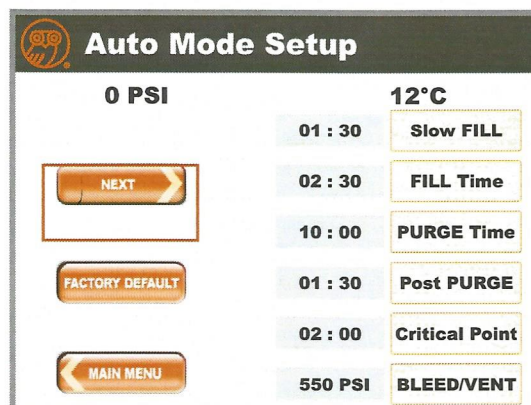 Auto Mode Setup
0 PSI
12°C
01 : 30 Slow FILL
NEXT
02 : 30 FILL Time
10 : 00 PURGE Time
FACTORY DEFAULT
01 : 30 Post PURGE
02 : 00 Critical Point
MAIN MENU
550 PSI BLEED/VENT